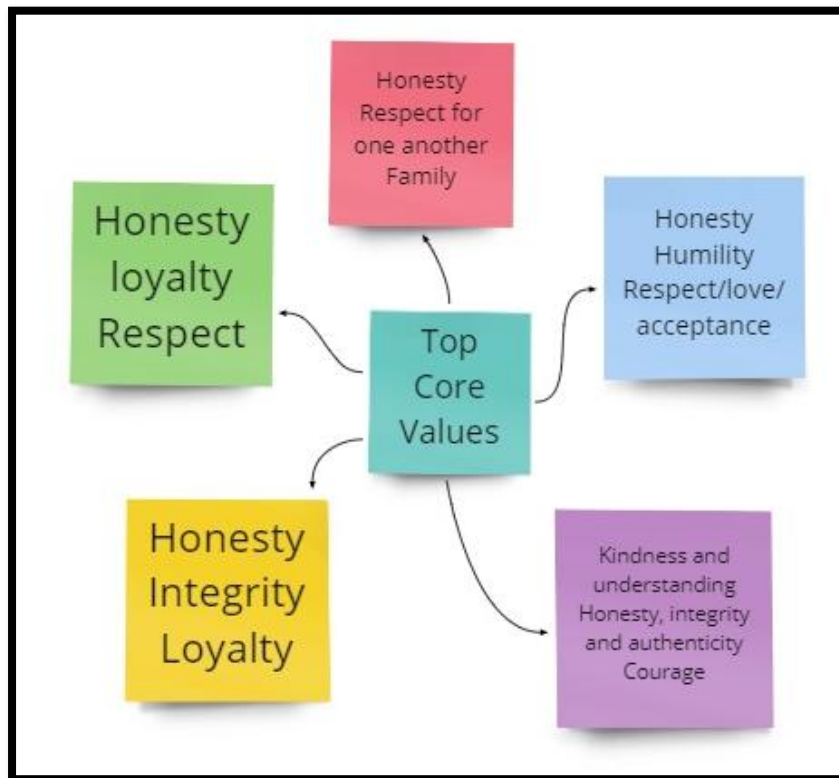 Honesty
Respect for
one another
Family
Honesty
loyalty
Respect
Honesty
Humility
Respect/love/
acceptance
Top
Core
Values
Honesty
Integrity
Loyalty
Kindness and
understanding
Honesty, integrity
and authenticity
Courage